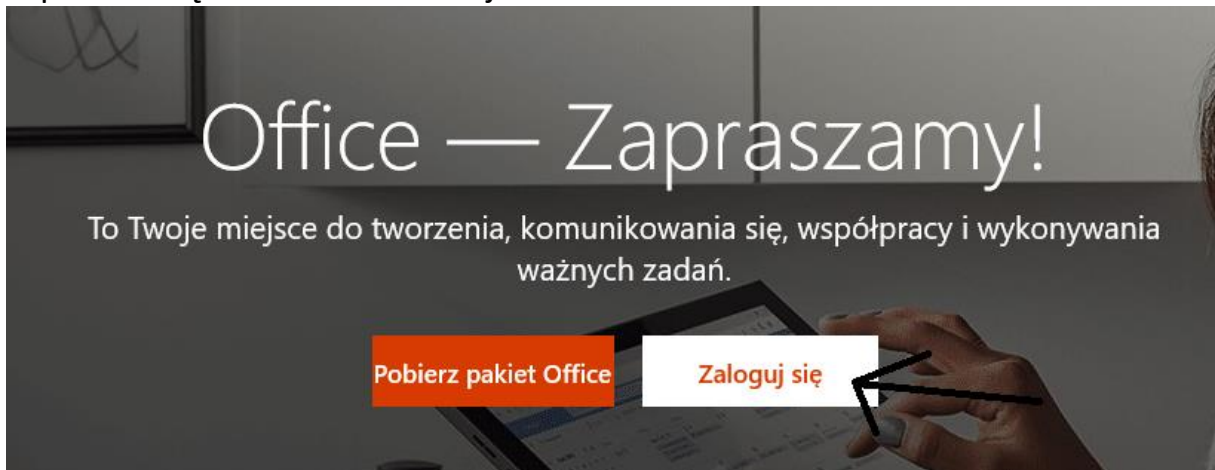 Office — Zapraszamy!
To Twoje miejsce do tworzenia, komunikowania się, współpracy i wykonywania
ważnych zadań.
Pobierz pakiet Office
Zaloguj się